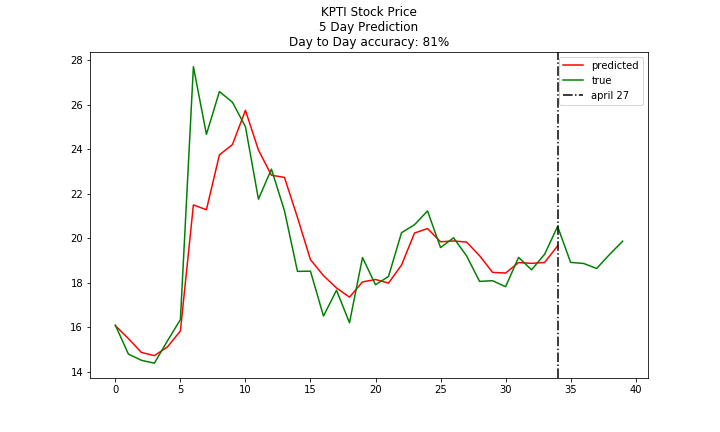 KPTI Stock Price
5 Day Prediction
Day to Day accuracy: 81%
predicted
true
april 27
28
26
24
22
20
18
16
14
0 5 10 15 20 25 30 35 40